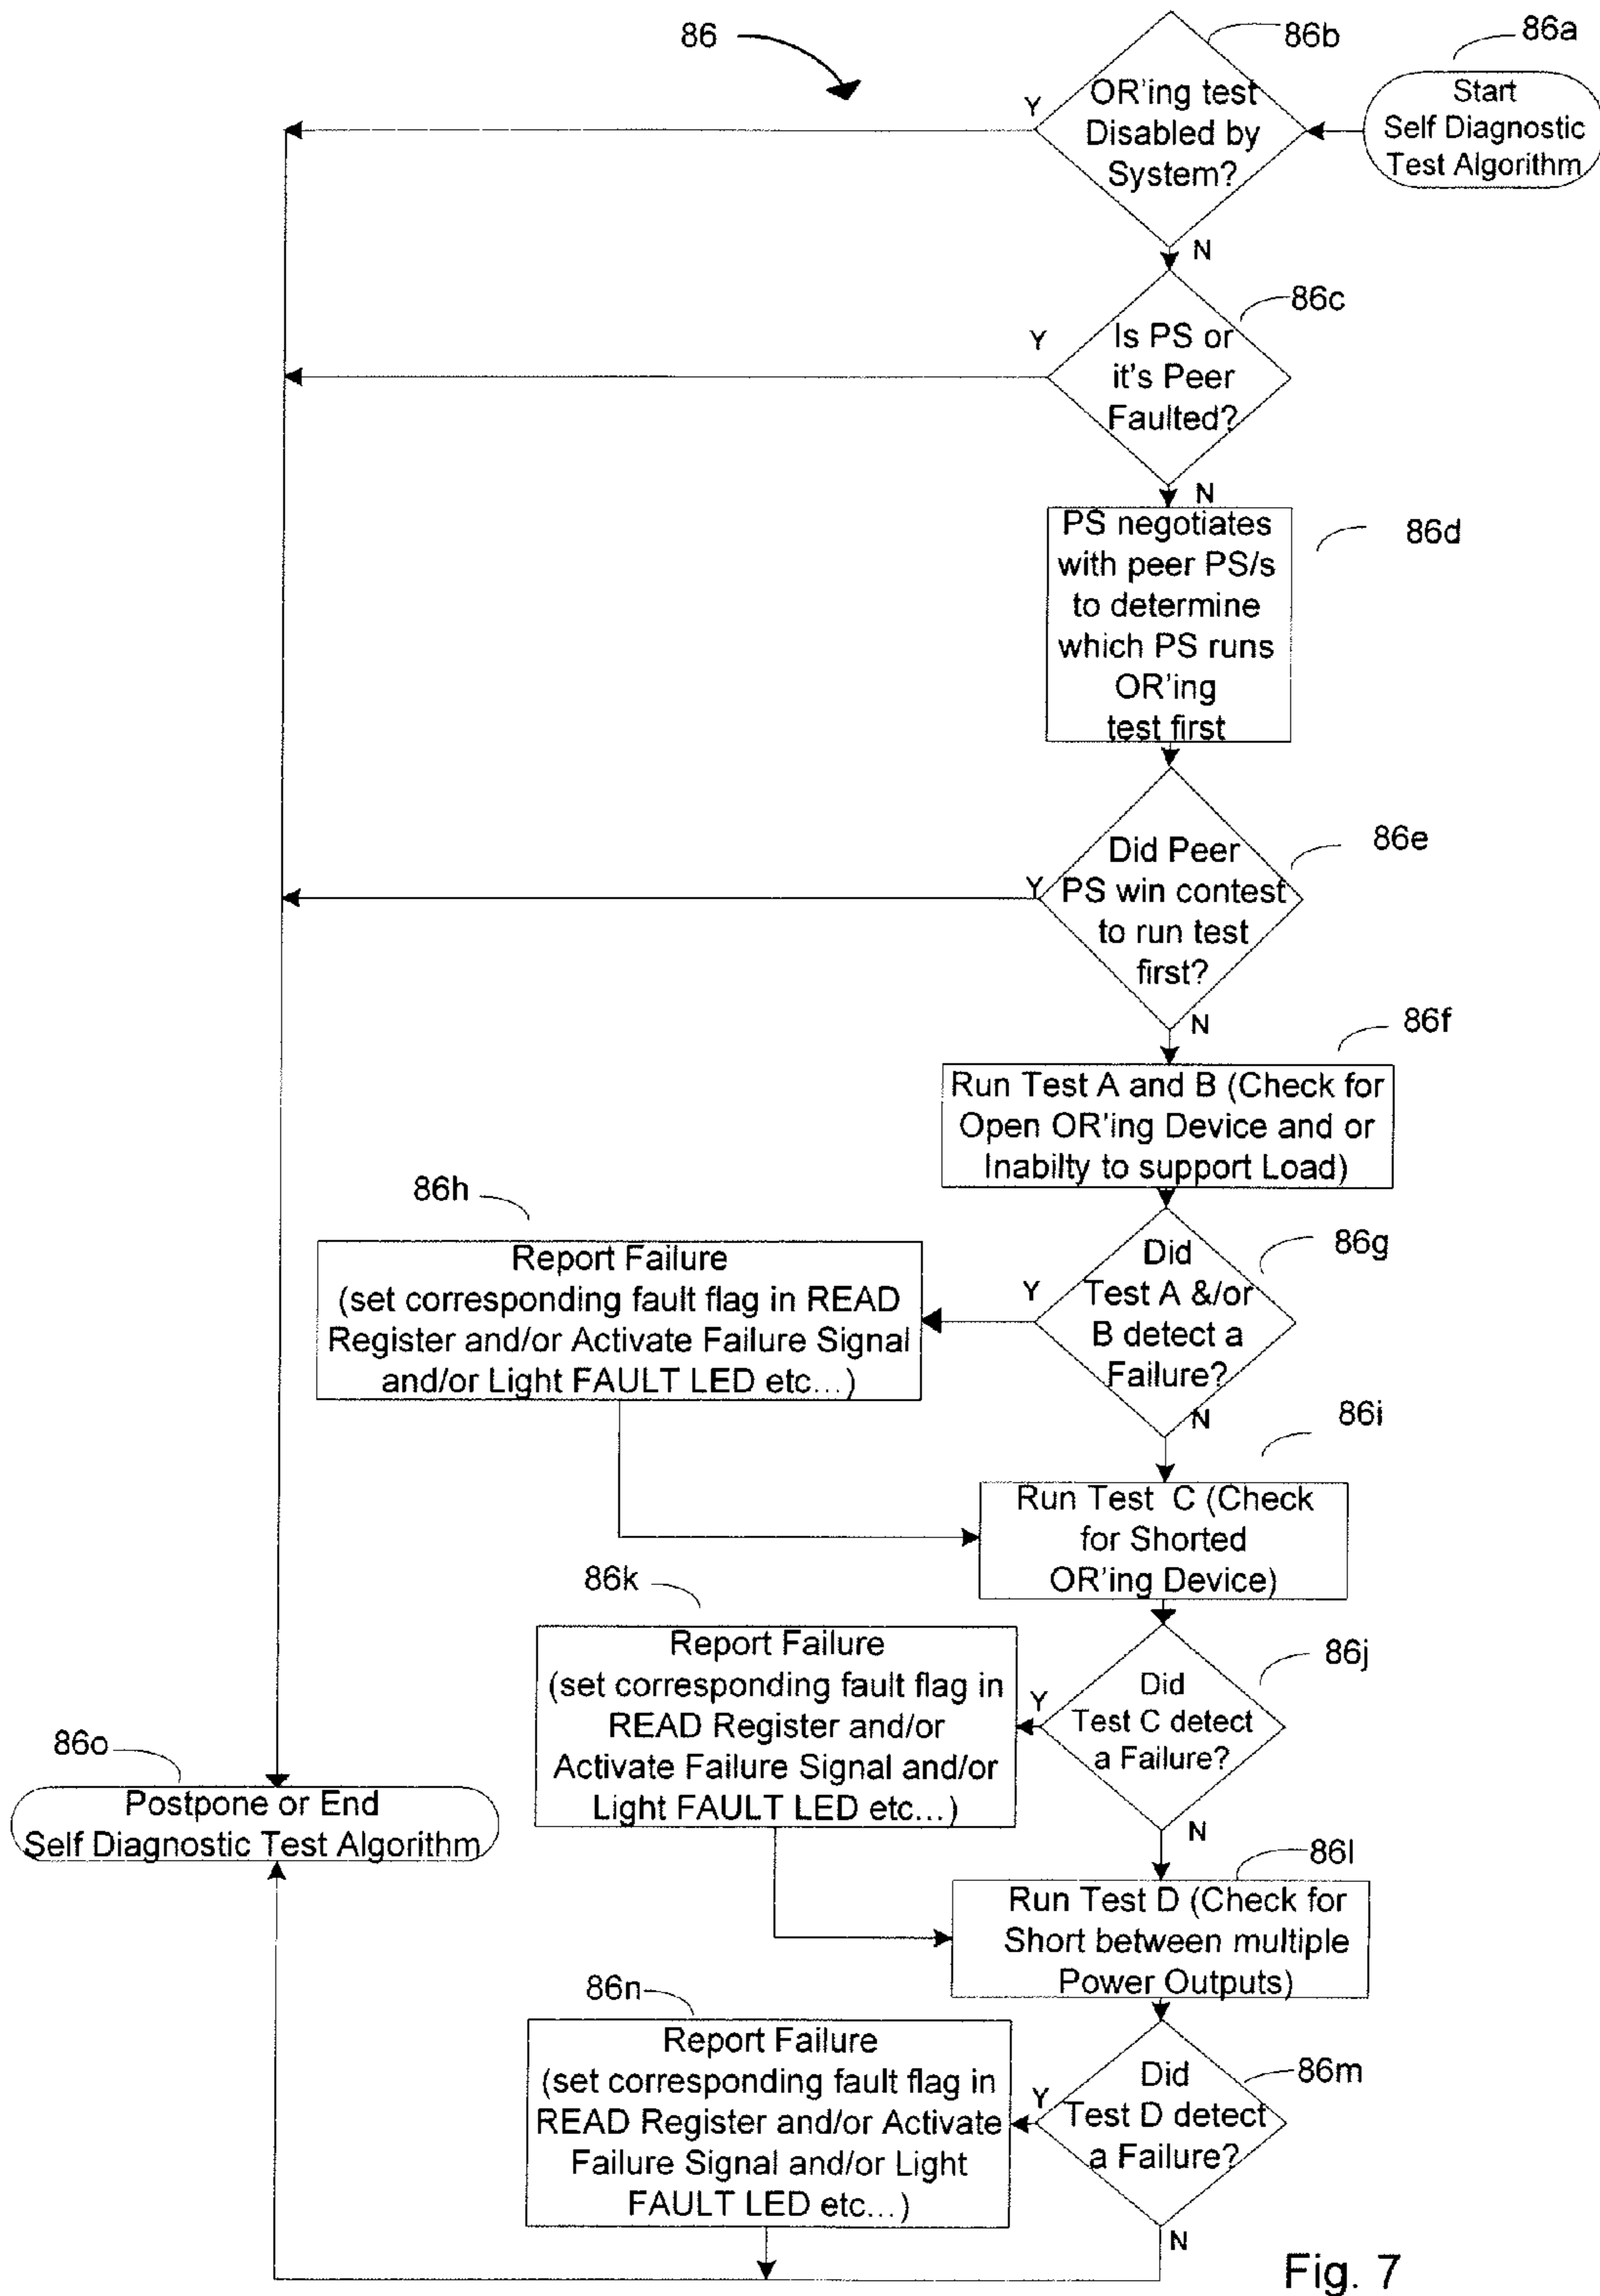 86
86b
86a
OR'ing test
Disabled by
System?
Y
N
Start
Self Diagnostic
Test Algorithm
86c
Is PS or
it's Peer
Faulted?
Y
N
86d
PS negotiates
with peer PS/s
to determine
which PS runs
OR'ing
test first
86e
Did Peer
PS win contest
to run test
first?
Y
N
86f
Run Test A and B (Check for
Open OR'ing Device and or
Inabilty to support Load)
86g
Did
Test A &/or
B detect a
Failure?
Y
N
86h
Report Failure
(set corresponding fault flag in READ
Register and/or Activate Failure Signal
and/or Light FAULT LED etc...)
86i
Run Test C (Check
for Shorted
OR'ing Device)
86j
Did
Test C detect
a Failure?
Y
N
86k
Report Failure
(set corresponding fault flag in
READ Register and/or
Activate Failure Signal and/or
Light FAULT LED etc...)
86l
Run Test D (Check for
Short between multiple
Power Outputs)
86m
Did
Test D detect
a Failure?
Y
N
86n
Report Failure
(set corresponding fault flag in
READ Register and/or Activate
Failure Signal and/or Light
FAULT LED etc...)
86o
Postpone or End
Self Diagnostic Test Algorithm
Fig. 7